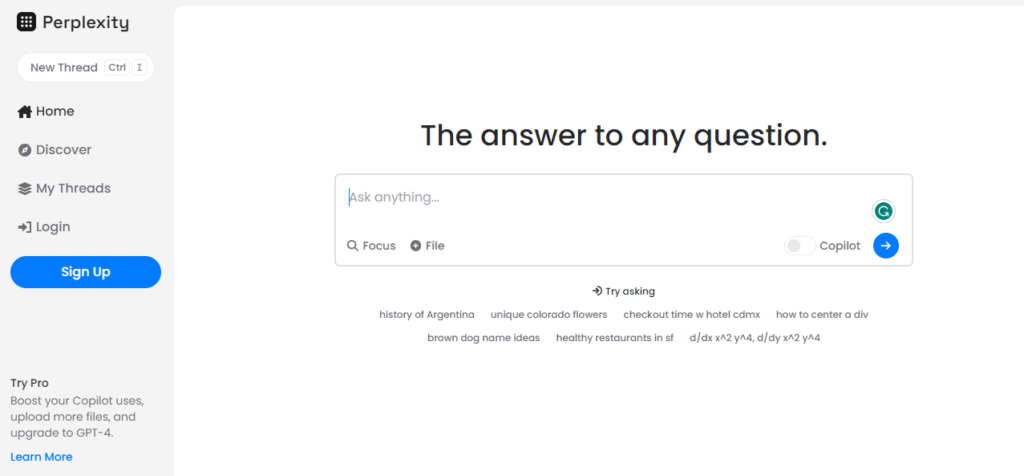 Perplexity
New Thread Ctrl I
Home
Discover
My Threads
Login
Sign Up
Try Pro
Boost your Copilot uses,
upload more files, and
upgrade to GPT-4.
Learn More
The answer to any question.
Ask anything...
G
Focus File Copilot
Try asking
history of Argentina unique colorado flowers checkout time w hotel cdmx how to center a div
brown dog name ideas healthy restaurants in sf d/dx x^2 y^4, d/dy x^2 y^4